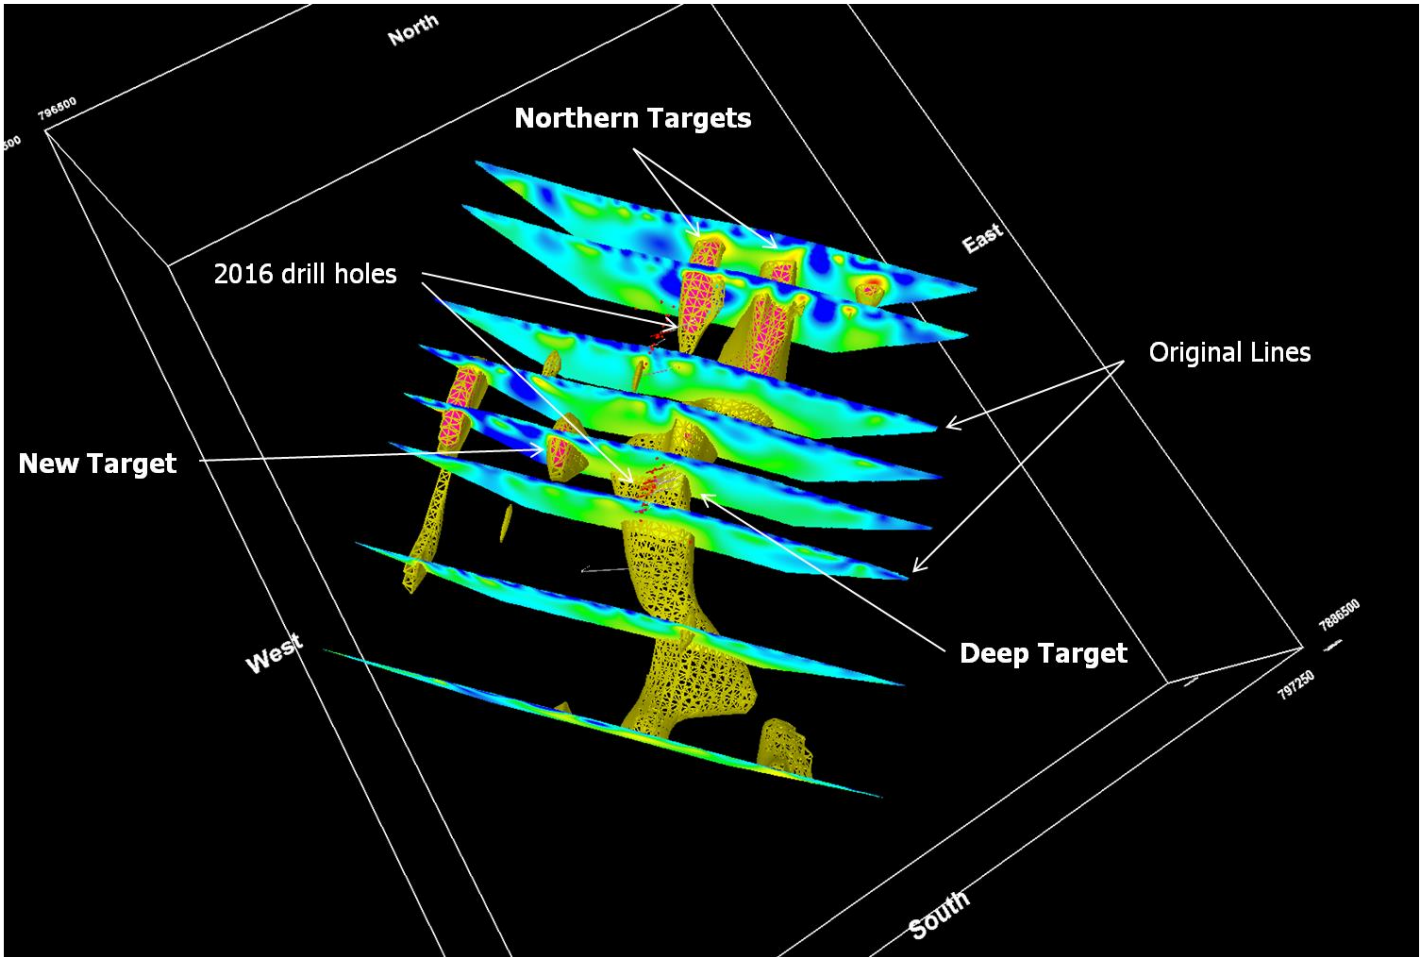 North
796500
Northern Targets
East
2016 drill holes
Original Lines
New Target
7886500
West
Deep Target
797250
South